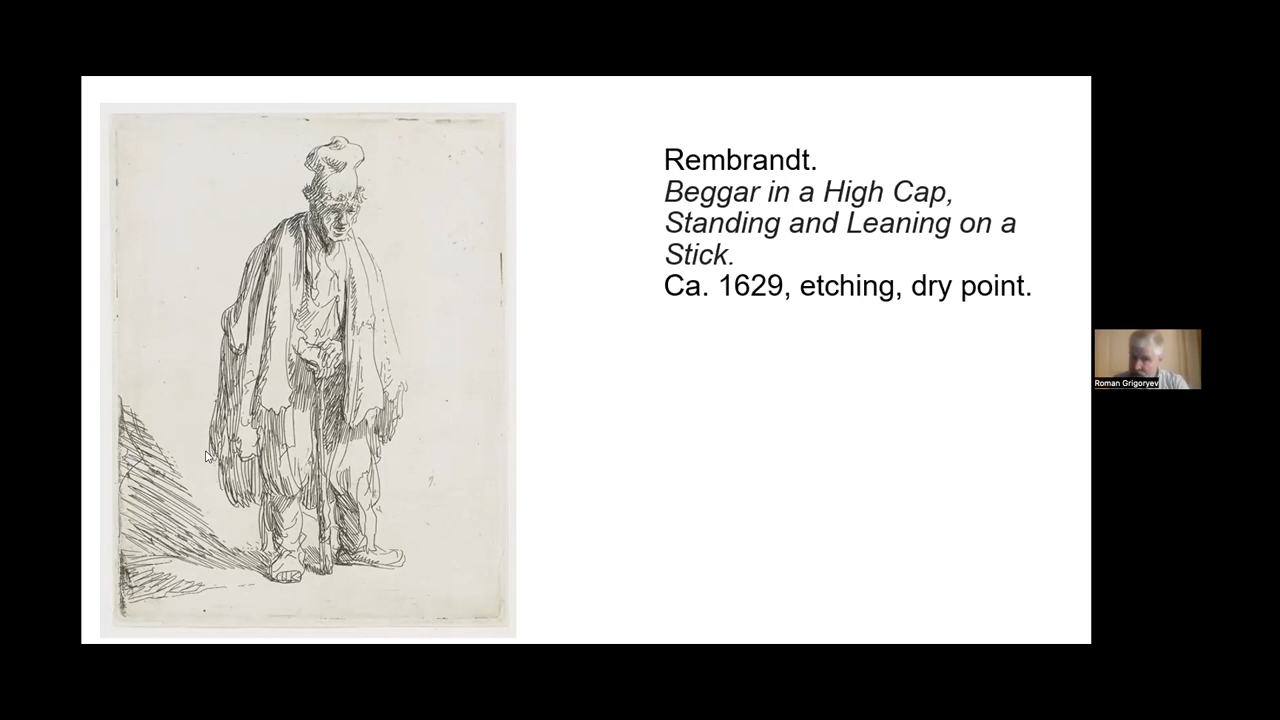 Rembrandt.
Beggar in a High Cap,
Standing and Leaning on a
Stick.
Ca. 1629, etching, dry point.
Roman Grigoryev